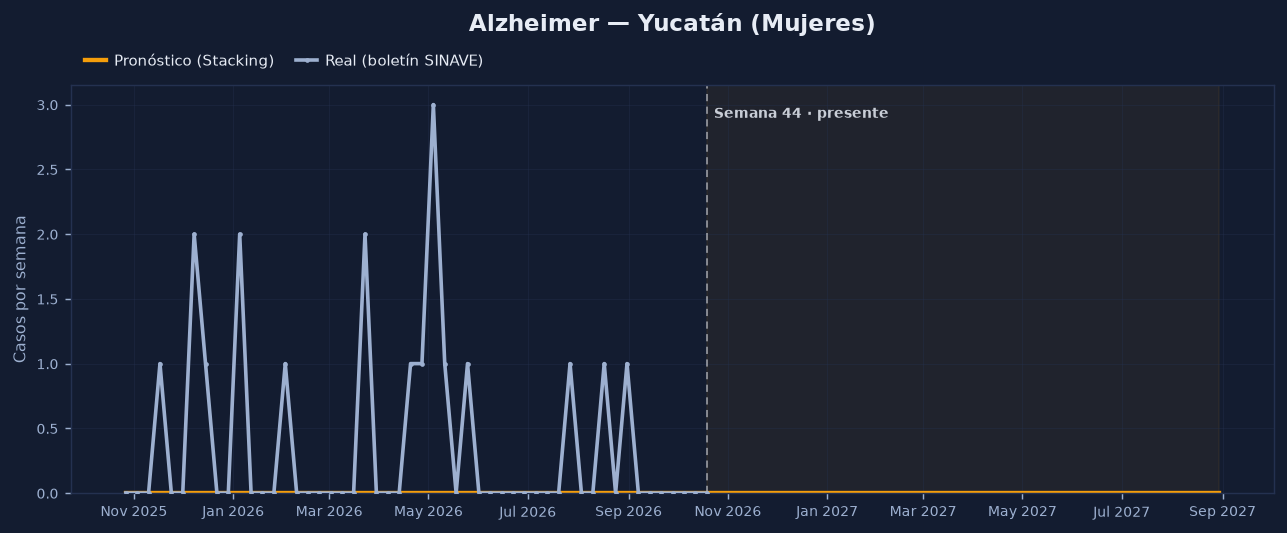 Alzheimer — Yucatán (Mujeres)
Pronóstico (Stacking)
Real (boletín SINAVE)
Semana 44 · presente
Casos por semana
3.0
2.5
2.0
1.5
1.0
0.5
0.0
Nov 2025
Jan 2026
Mar 2026
May 2026
Jul 2026
Sep 2026
Nov 2026
Jan 2027
Mar 2027
May 2027
Jul 2027
Sep 2027